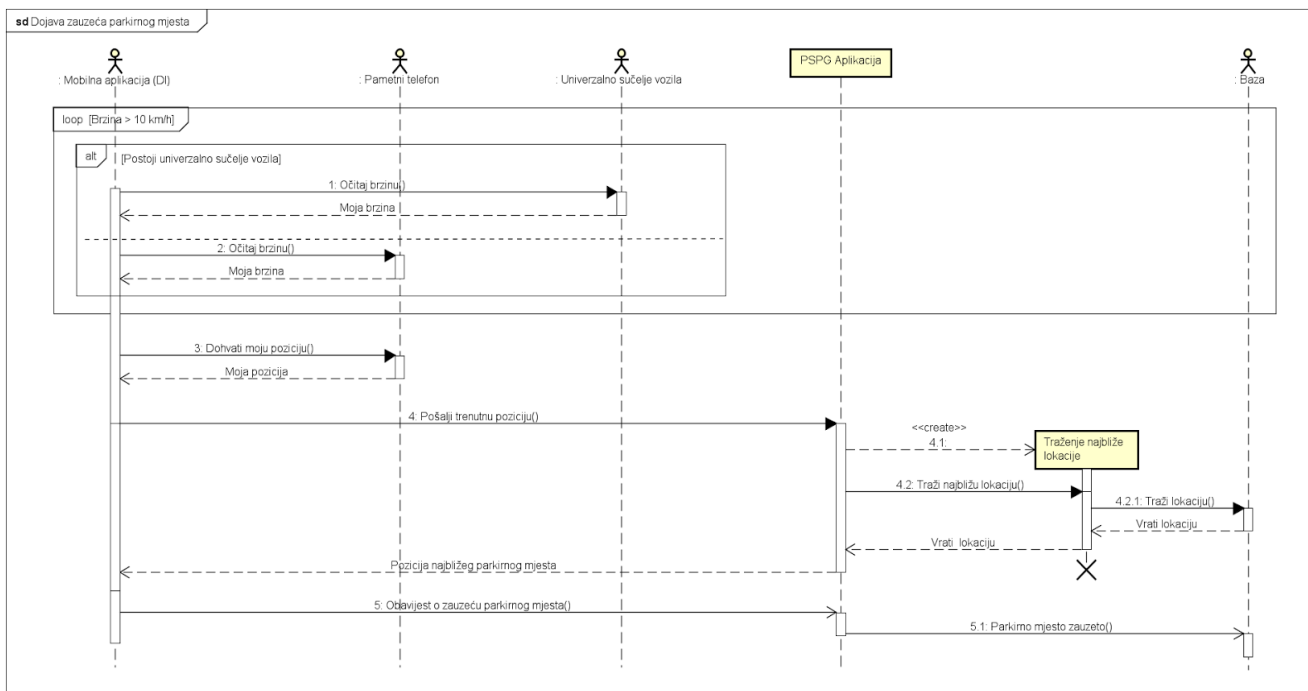 sd Dojava zauzeća parkirnog mjesta
: Mobilna aplikacija (DI)
: Pametni telefon
: Univerzalno sučelje vozila
PSPG Aplikacija
: Baza
loop [Brzina > 10 km/h]
alt [Postoji univerzalno sučelje vozila]
1: Očitaj brzinu()
Moja brzina
2: Očitaj brzinu()
Moja brzina
3: Dohvati moju poziciju()
Moja pozicija
4: Pošalji trenutnu poziciju()
<<create>>
4.1:
Traženje najbliže
lokacije
4.2: Traži najbližu lokaciju()
4.2.1: Traži lokaciju()
Vrati lokaciju
Vrati lokaciju
Pozicija najbližeg parkirnog mjesta
5: Obavijest o zauzeću parkirnog mjesta()
5.1: Parkirno mjesto zauzeto()